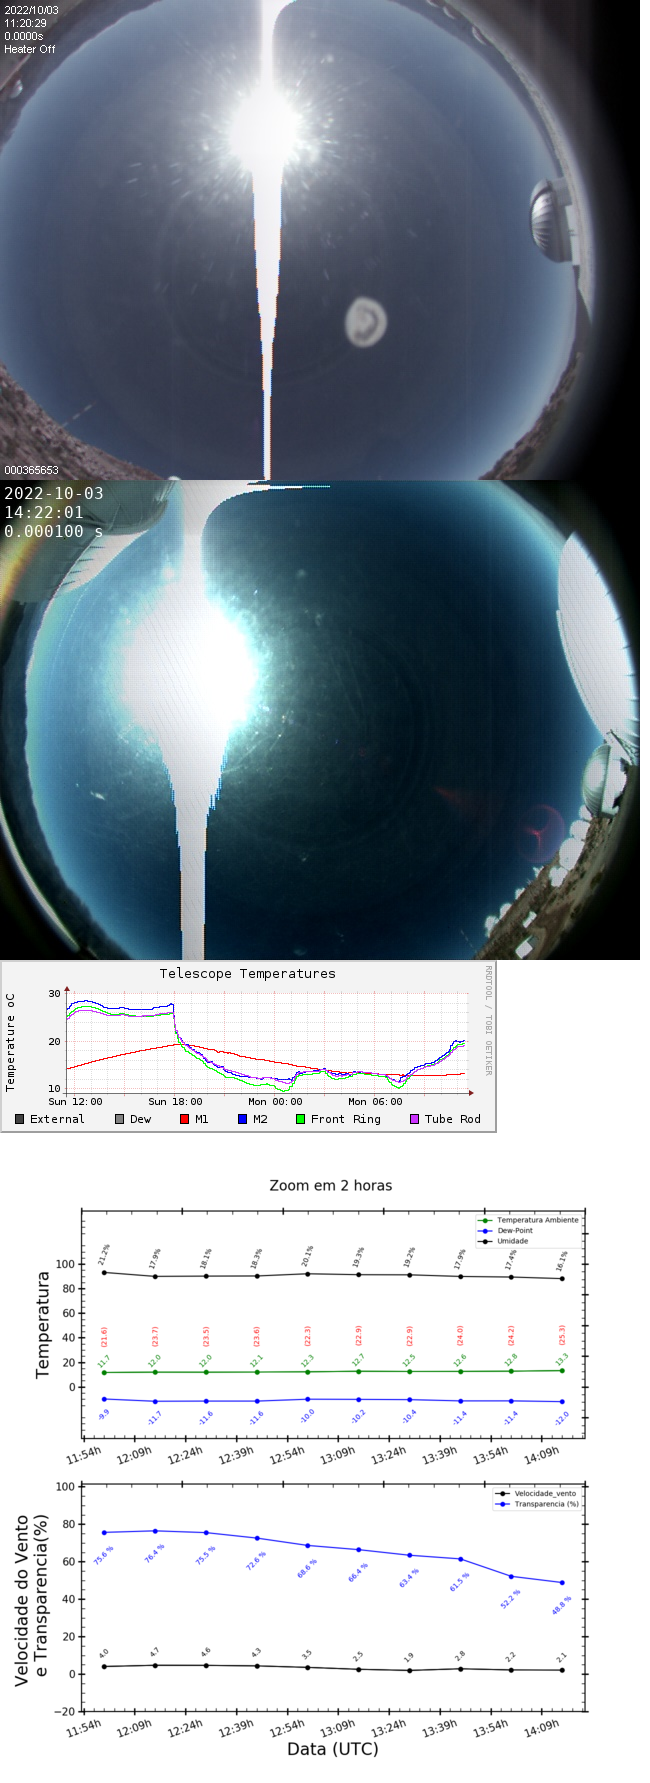 2022/10/03
11:20:29
0.0000s
Heater Off
000365653
2022-10-03
14:22:01
0.000100 s
Telescope Temperatures
RRDTOOL / TOBI OETIKER
Temperature oC
30
20
10
Sun 12:00 Sun 18:00 Mon 00:00 Mon 06:00
External Dew M1 M2 Front Ring Tube Rod
Zoom em 2 horas
Temperatura Ambiente
Dew-Point
Umidade
Temperatura
100
80
60
40
20
0
21.2% 17.9% 18.1% 18.3% 20.1% 19.3% 19.2% 17.9% 17.4% 16.1%
(21.6) (23.7) (23.5) (23.6) (22.3) (22.9) (22.9) (24.0) (24.2) (25.3)
11.7 12.0 12.0 12.1 12.3 12.7 12.5 12.6 12.8 13.3
-9.9 -11.7 -11.6 -11.6 -10.0 -10.2 -10.4 -11.4 -11.4 -12.0
11:54h 12:09h 12:24h 12:39h 12:54h 13:09h 13:24h 13:39h 13:54h 14:09h
Velocidade_vento
Transparencia (%)
Velocidade do Vento
e Transparencia(%)
100
80
60
40
20
0
−20
75.6 % 76.4 % 75.5 % 72.6 % 68.6 % 66.4 % 63.4 % 61.5 % 52.2 % 48.8 %
4.0 4.7 4.6 4.3 3.5 2.5 1.9 2.8 2.2 2.1
11:54h 12:09h 12:24h 12:39h 12:54h 13:09h 13:24h 13:39h 13:54h 14:09h
Data (UTC)